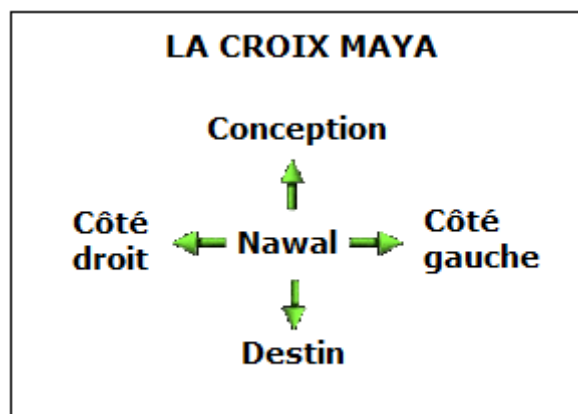 LA CROIX MAYA
Conception
Côté
droit
Nawal
Côté
gauche
Destin